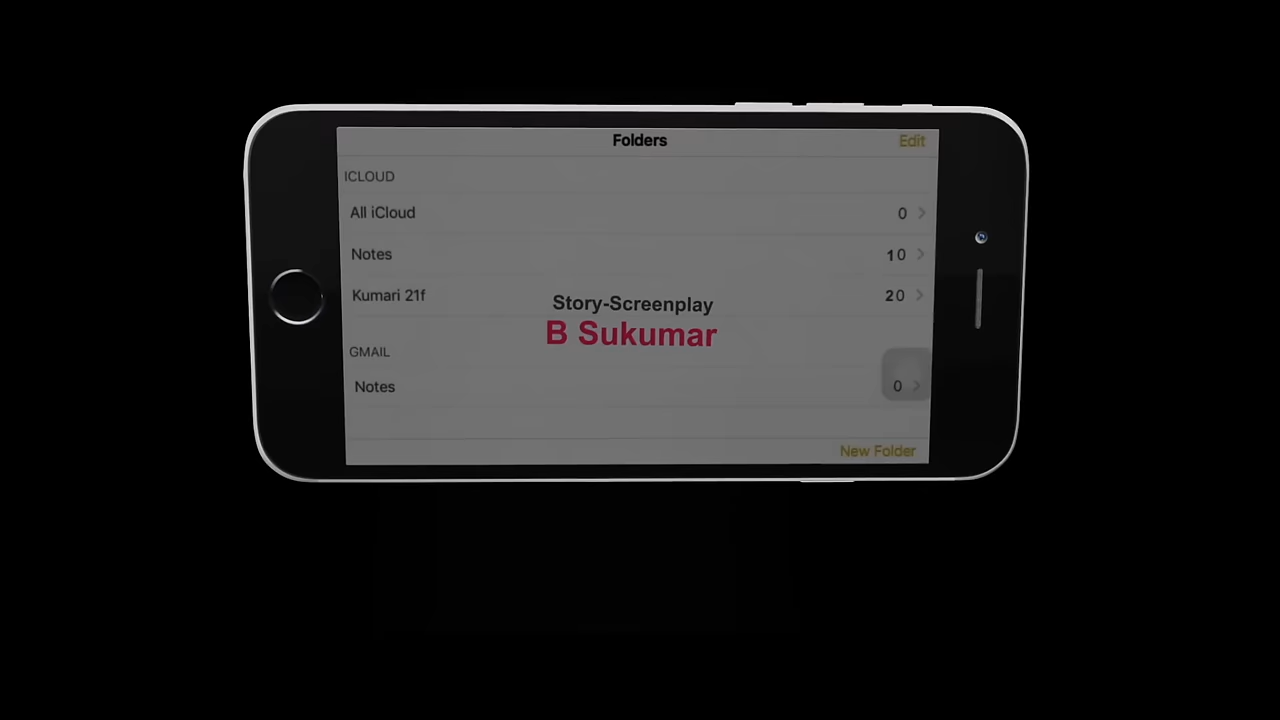 Folders Edit
ICLOUD
All iCloud 0
Notes 10
Kumari 21f 20
Story-Screenplay
B Sukumar
GMAIL
Notes 0
New Folder